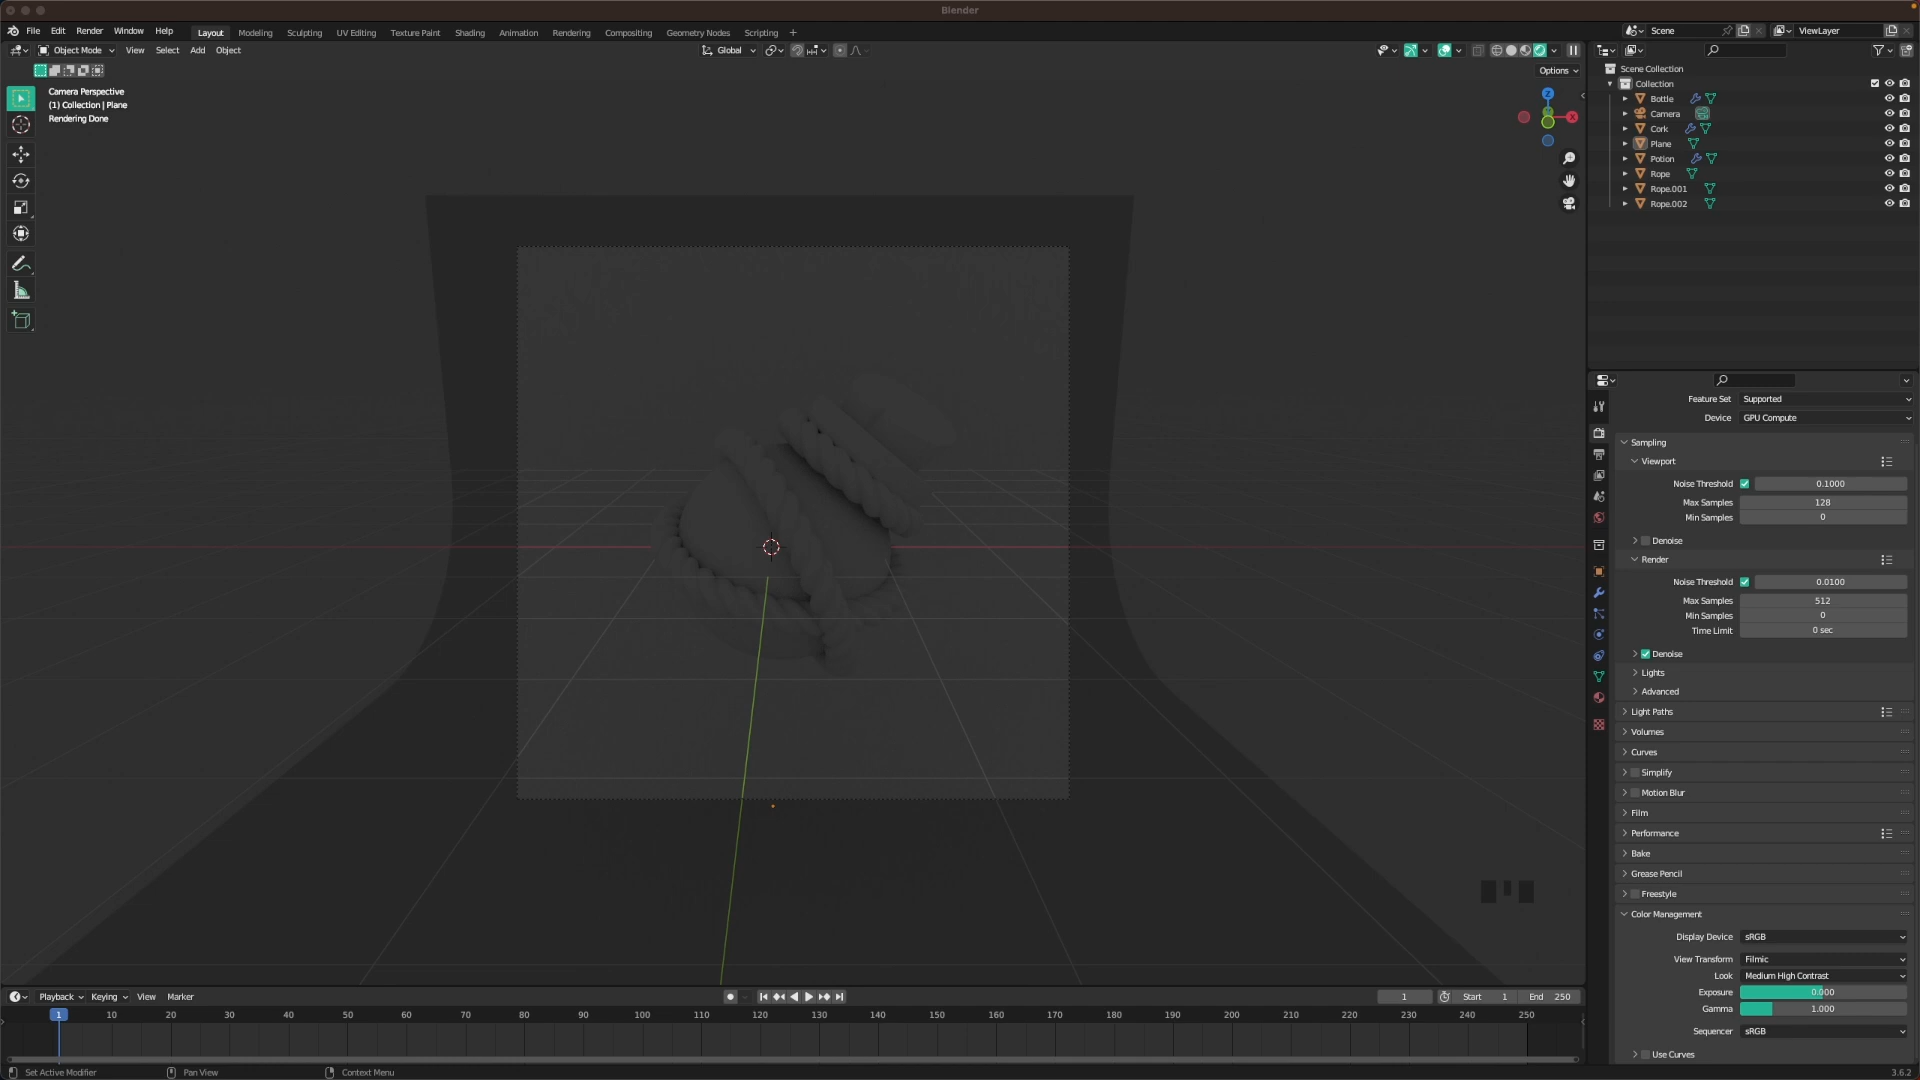 Blender
File Edit Render Window Help
Layout Modeling Sculpting UV Editing Texture Paint Shading Animation Rendering Compositing Geometry Nodes Scripting +
Scene
ViewLayer
Object Mode View Select Add Object
Global
Options
Camera Perspective
(1) Collection | Plane
Rendering Done
Z
X
Scene Collection
Collection
Bottle
Camera
Cork
Plane
Potion
Rope
Rope.001
Rope.002
Feature Set Supported
Device GPU Compute
Sampling
Viewport
Noise Threshold 0.1000
Max Samples 128
Min Samples 0
Denoise
Render
Noise Threshold 0.0100
Max Samples 512
Min Samples 0
Time Limit 0 sec
Denoise
Lights
Advanced
Light Paths
Volumes
Curves
Simplify
Motion Blur
Film
Performance
Bake
Grease Pencil
Freestyle
Color Management
Display Device sRGB
View Transform Filmic
Look Medium High Contrast
Exposure 0.000
Gamma 1.000
Sequencer sRGB
Use Curves
Playback Keying View Marker
1 Start 1 End 250
1 10 20 30 40 50 60 70 80 90 100 110 120 130 140 150 160 170 180 190 200 210 220 230 240 250
Set Active Modifier Pan View Context Menu
3.6.2